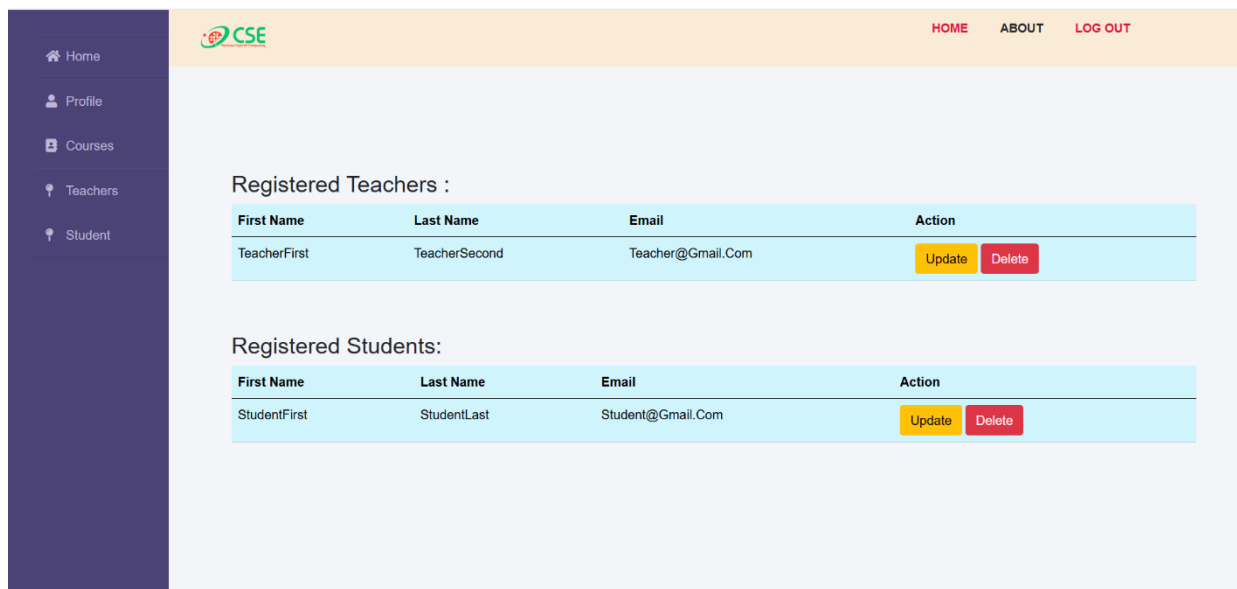 CSE
HOME ABOUT LOG OUT
Home
Profile
Courses
Teachers
Student
Registered Teachers :
First Name Last Name Email Action
TeacherFirst TeacherSecond Teacher@Gmail.Com Update Delete
Registered Students:
First Name Last Name Email Action
StudentFirst StudentLast Student@Gmail.Com Update Delete